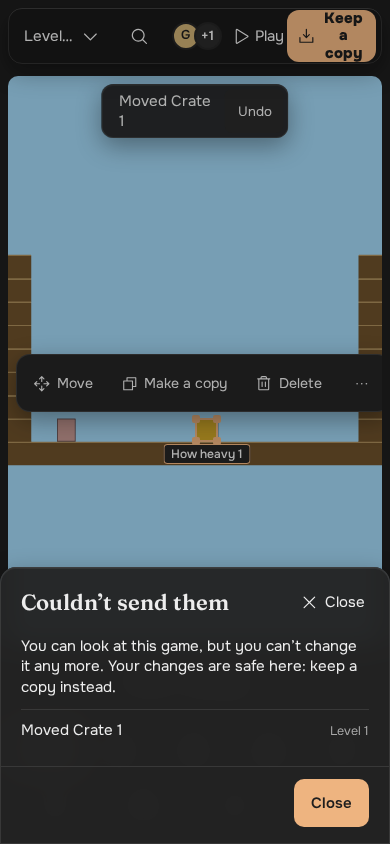 Level...
G
+1
Play
Keep
a
copy
Moved Crate
1
Undo
Move
Make a copy
Delete
...
How heavy 1
Couldn’t send them
Close
You can look at this game, but you can’t change
it any more. Your changes are safe here: keep a
copy instead.
Moved Crate 1
Level 1
Close